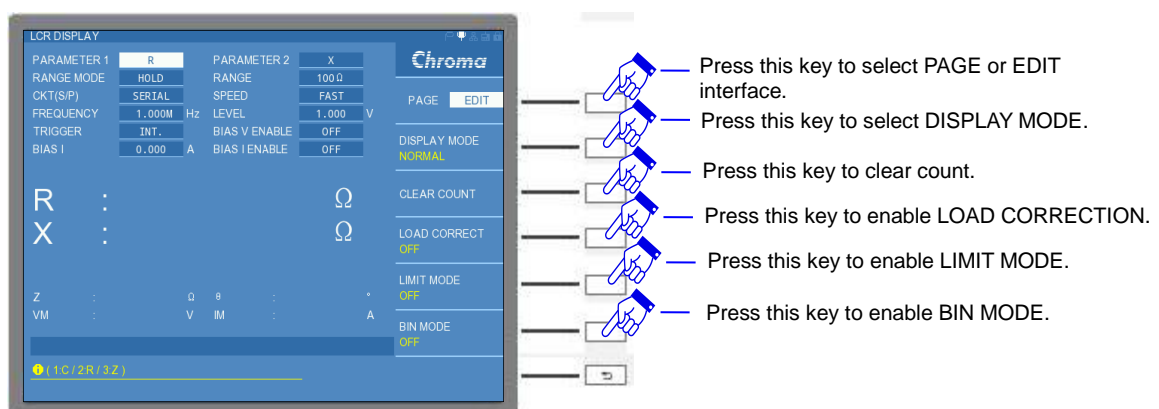 LCR DISPLAY
PARAMETER 1 R PARAMETER 2 X
RANGE MODE HOLD RANGE 100 Ω
CKT(S/P) SERIAL SPEED FAST
FREQUENCY 1.000M Hz LEVEL 1.000 V
TRIGGER INT. BIAS V ENABLE OFF
BIAS I 0.000 A BIAS I ENABLE OFF
R : Ω
X : Ω
Z : Ω θ : °
VM : V IM : A
( 1:C / 2:R / 3:Z )
Chroma
PAGE EDIT
DISPLAY MODE
NORMAL
CLEAR COUNT
LOAD CORRECT
OFF
LIMIT MODE
OFF
BIN MODE
OFF
Press this key to select PAGE or EDIT
interface.
Press this key to select DISPLAY MODE.
Press this key to clear count.
Press this key to enable LOAD CORRECTION.
Press this key to enable LIMIT MODE.
Press this key to enable BIN MODE.